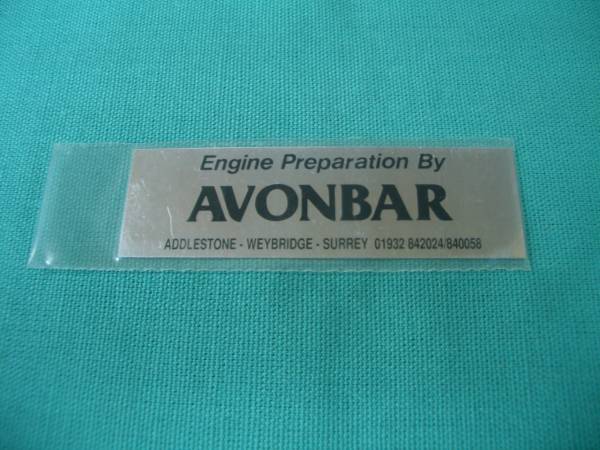 Engine Preparation By
AVONBAR
ADDLESTONE - WEYBRIDGE - SURREY 01932 842024/840058